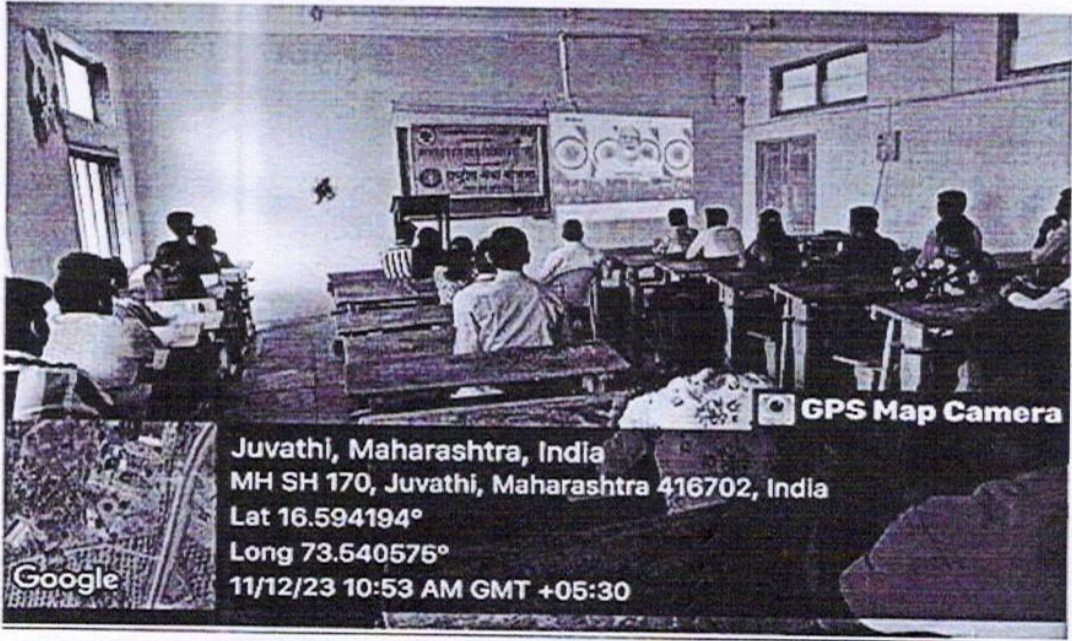 राष्ट्रीय सेवा योजना
GPS Map Camera
Juvathi, Maharashtra, India
MH SH 170, Juvathi, Maharashtra 416702, India
Lat 16.594194°
Long 73.540575°
11/12/23 10:53 AM GMT +05:30
Google